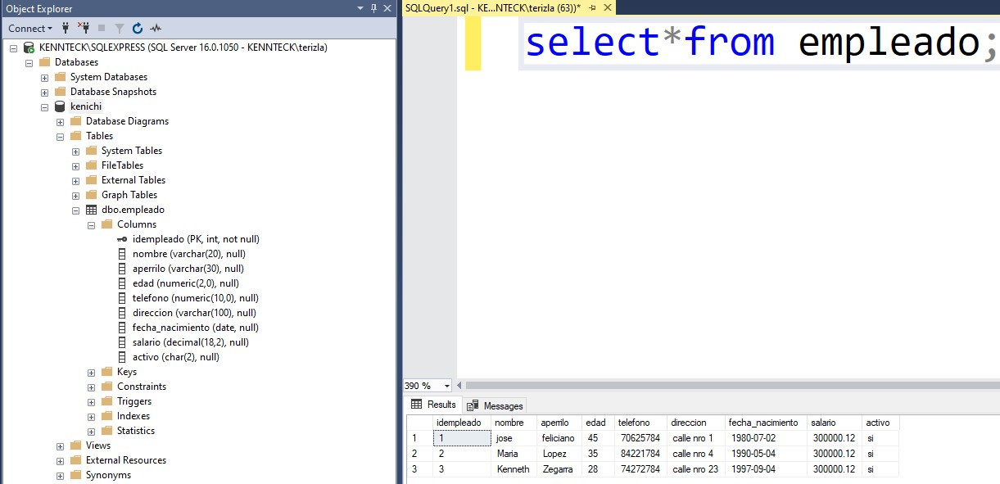 Object Explorer
Connect
KENNTECK\SQLEXPRESS (SQL Server 16.0.1050 - KENNTECK\terizla)
Databases
System Databases
Database Snapshots
kenichi
Database Diagrams
Tables
System Tables
FileTables
External Tables
Graph Tables
dbo.empleado
Columns
idempleado (PK, int, not null)
nombre (varchar(20), null)
aperrilo (varchar(30), null)
edad (numeric(2,0), null)
telefono (numeric(10,0), null)
direccion (varchar(100), null)
fecha_nacimiento (date, null)
salario (decimal(18,2), null)
activo (char(2), null)
Keys
Constraints
Triggers
Indexes
Statistics
Views
External Resources
Synonyms
SQLQuery1.sql - KE...NTECK\terizla (63))*
select*from empleado;
390 %
Results Messages
idempleado nombre aperrilo edad telefono direccion fecha_nacimiento salario activo
1 1 jose feliciano 45 70625784 calle nro 1 1980-07-02 300000.12 si
2 2 Maria Lopez 35 84221784 calle nro 4 1990-05-04 300000.12 si
3 3 Kenneth Zegarra 28 74272784 calle nro 23 1997-09-04 300000.12 si